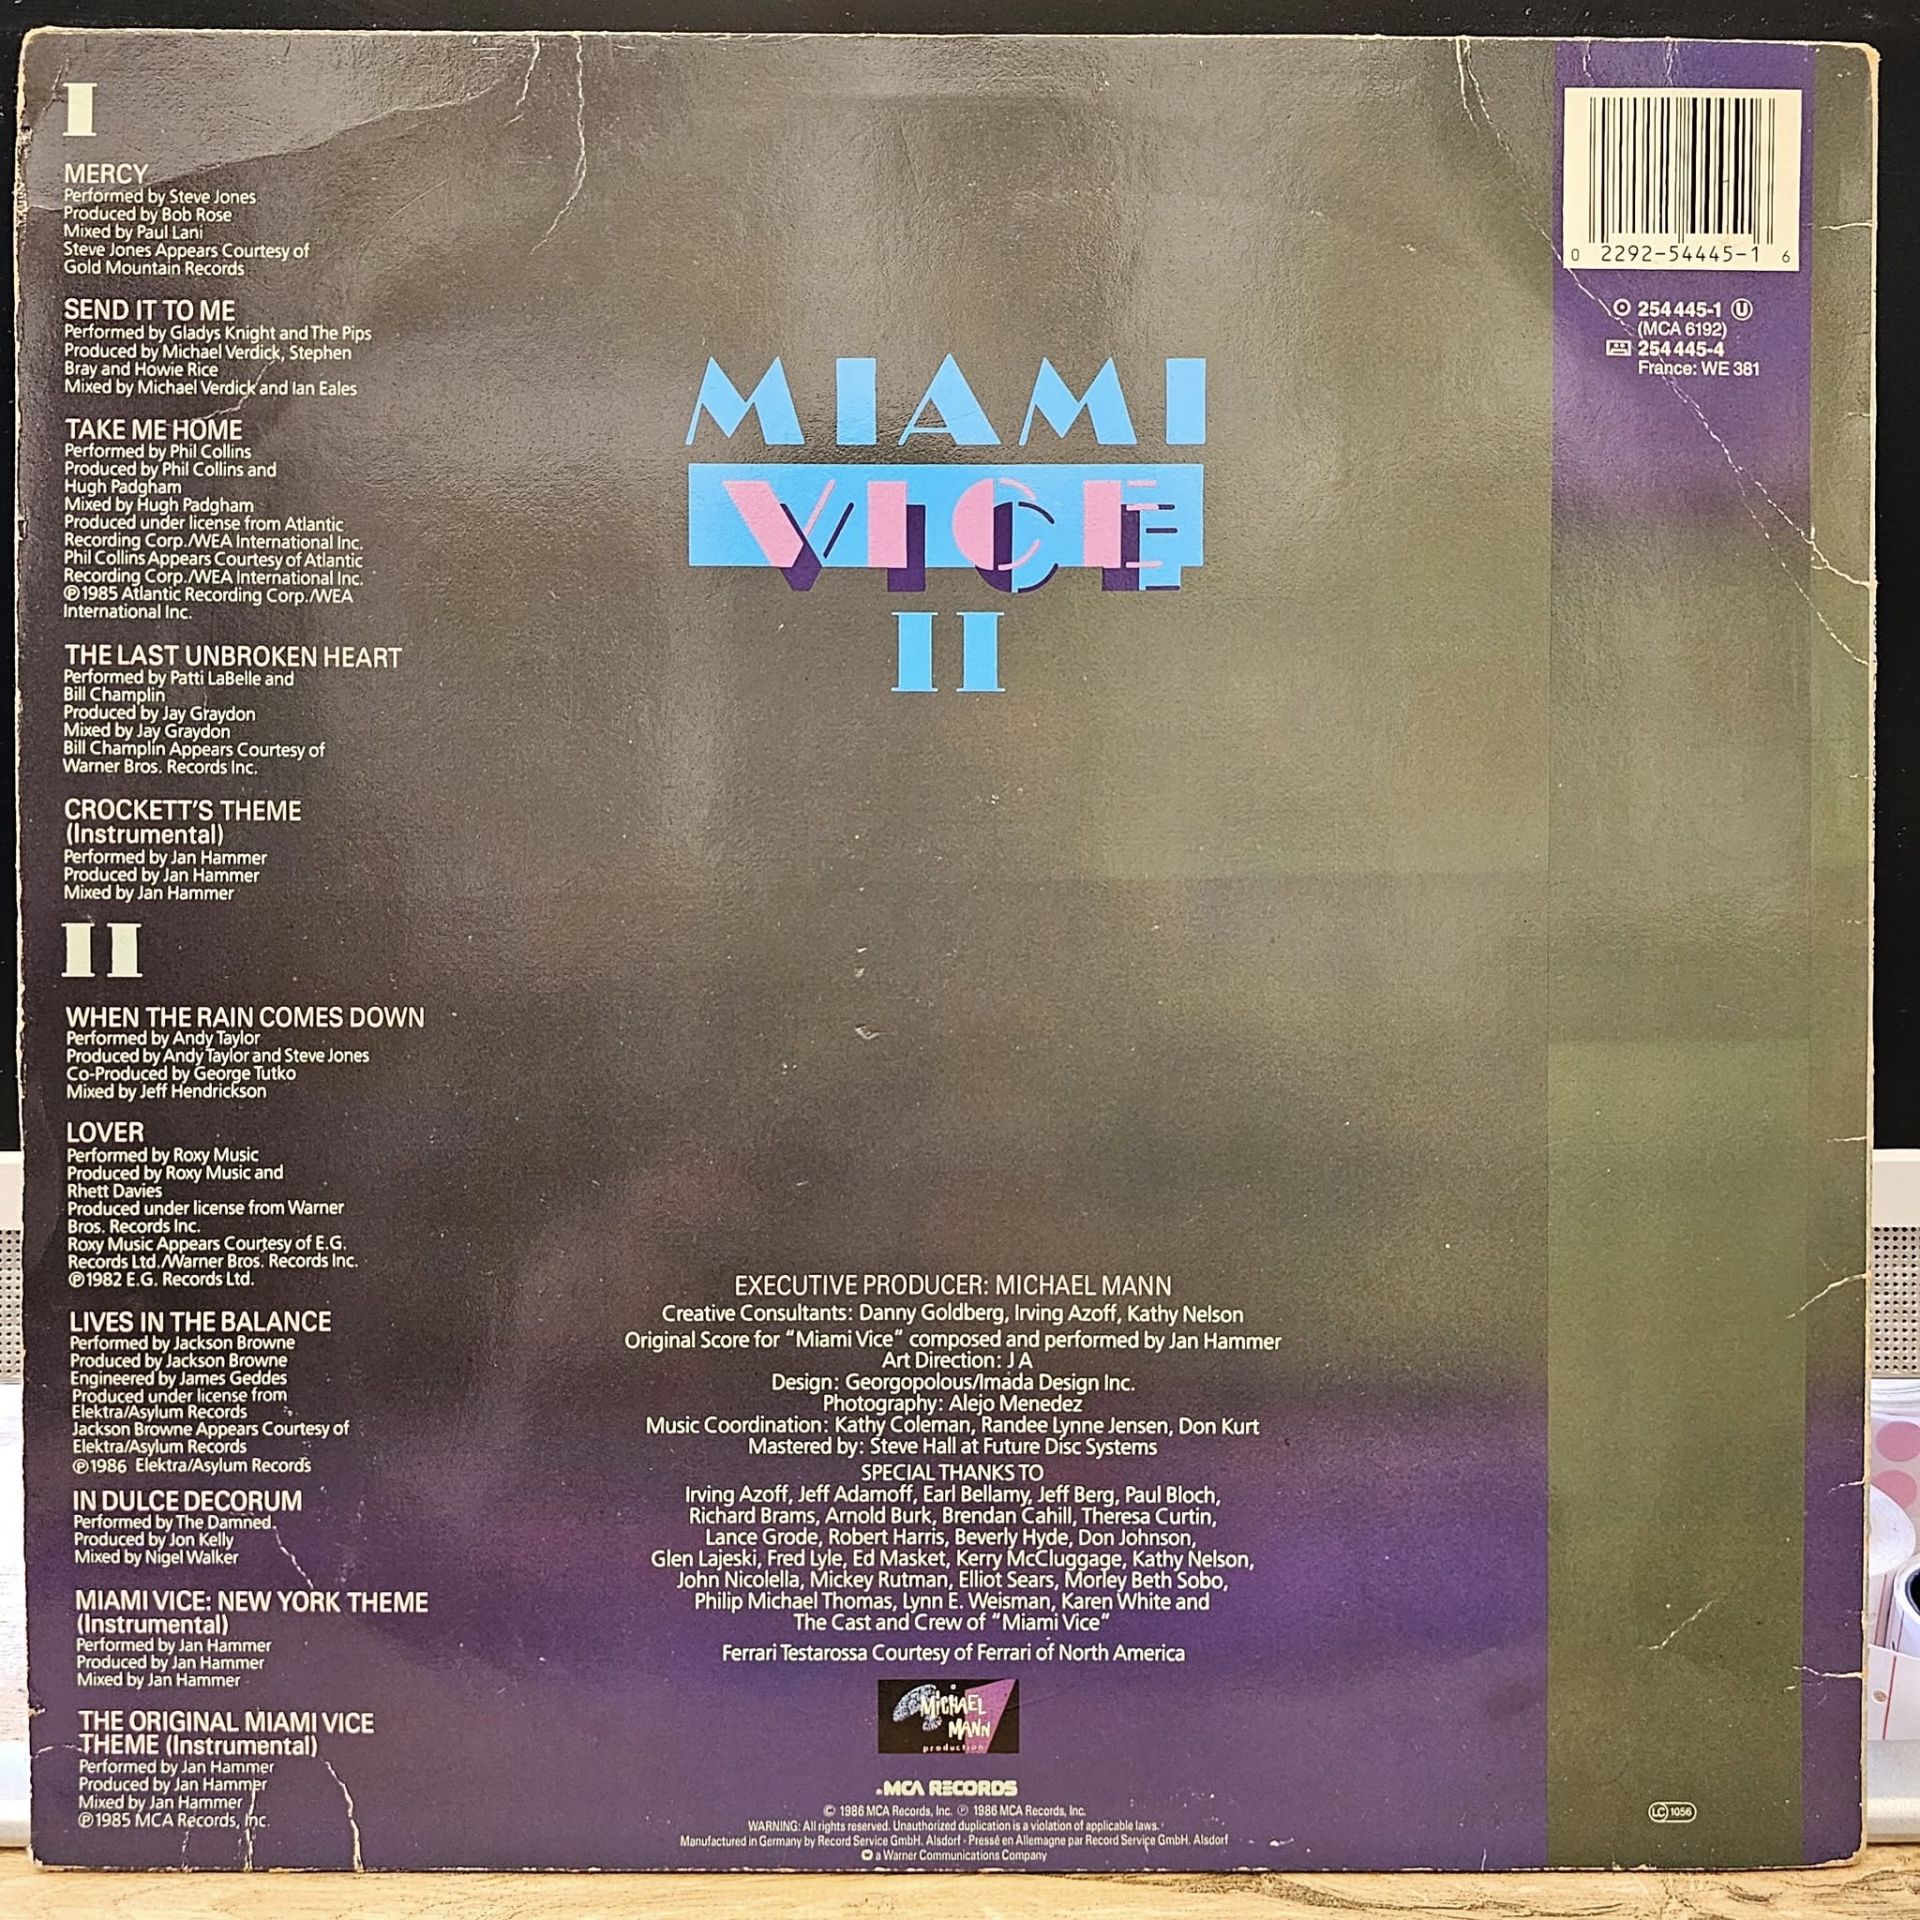 I
MERCY
Performed by Steve Jones
Produced by Bob Rose
Mixed by Paul Lani
Steve Jones Appears Courtesy of
Gold Mountain Records
SEND IT TO ME
Performed by Gladys Knight and The Pips
Produced by Michael Verdick, Stephen
Bray and Howie Rice
Mixed by Michael Verdick and Ian Eales
TAKE ME HOME
Performed by Phil Collins
Produced by Phil Collins and
Hugh Padgham
Mixed by Hugh Padgham
Produced under license from Atlantic
Recording Corp./WEA International Inc.
Phil Collins Appears Courtesy of Atlantic
Recording Corp./WEA International Inc.
℗1985 Atlantic Recording Corp./WEA
International Inc.
THE LAST UNBROKEN HEART
Performed by Patti LaBelle and
Bill Champlin
Produced by Jay Graydon
Mixed by Jay Graydon
Bill Champlin Appears Courtesy of
Warner Bros. Records Inc.
CROCKETT'S THEME
(Instrumental)
Performed by Jan Hammer
Produced by Jan Hammer
Mixed by Jan Hammer
II
WHEN THE RAIN COMES DOWN
Performed by Andy Taylor
Produced by Andy Taylor and Steve Jones
Co-Produced by George Tutko
Mixed by Jeff Hendrickson
LOVER
Performed by Roxy Music
Produced by Roxy Music and
Rhett Davies
Produced under license from Warner
Bros. Records Inc.
Roxy Music Appears Courtesy of E.G.
Records Ltd./Warner Bros. Records Inc.
℗1982 E.G. Records Ltd.
LIVES IN THE BALANCE
Performed by Jackson Browne
Produced by Jackson Browne
Engineered by James Geddes
Produced under license from
Elektra/Asylum Records
Jackson Browne Appears Courtesy of
Elektra/Asylum Records
℗1986 Elektra/Asylum Records
IN DULCE DECORUM
Performed by The Damned
Produced by Jon Kelly
Mixed by Nigel Walker
MIAMI VICE: NEW YORK THEME
(Instrumental)
Performed by Jan Hammer
Produced by Jan Hammer
Mixed by Jan Hammer
THE ORIGINAL MIAMI VICE
THEME (Instrumental)
Performed by Jan Hammer
Produced by Jan Hammer
Mixed by Jan Hammer
℗1985 MCA Records, Inc.
MIAMI
VICE
II
EXECUTIVE PRODUCER: MICHAEL MANN
Creative Consultants: Danny Goldberg, Irving Azoff, Kathy Nelson
Original Score for "Miami Vice" composed and performed by Jan Hammer
Art Direction: J A
Design: Georgopolous/Imada Design Inc.
Photography: Alejo Menedez
Music Coordination: Kathy Coleman, Randee Lynne Jensen, Don Kurt
Mastered by: Steve Hall at Future Disc Systems
SPECIAL THANKS TO
Irving Azoff, Jeff Adamoff, Earl Bellamy, Jeff Berg, Paul Bloch,
Richard Brams, Arnold Burk, Brendan Cahill, Theresa Curtin,
Lance Grode, Robert Harris, Beverly Hyde, Don Johnson,
Glen Lajeski, Fred Lyle, Ed Masket, Kerry McCluggage, Kathy Nelson,
John Nicolella, Mickey Rutman, Elliot Sears, Morley Beth Sobo,
Philip Michael Thomas, Lynn E. Weisman, Karen White and
The Cast and Crew of "Miami Vice"
Ferrari Testarossa Courtesy of Ferrari of North America
MICHAEL
MANN
production
MCA RECORDS
© 1986 MCA Records, Inc. ℗ 1986 MCA Records, Inc.
WARNING: All rights reserved. Unauthorized duplication is a violation of applicable laws.
Manufactured in Germany by Record Service GmbH. Alsdorf · Pressé en Allemagne par Record Service GmbH. Alsdorf
a Warner Communications Company
0 2292-54445-1 6
254 445-1 Ⓤ
(MCA 6192)
254 445-4
France: WE 381
LC 1056